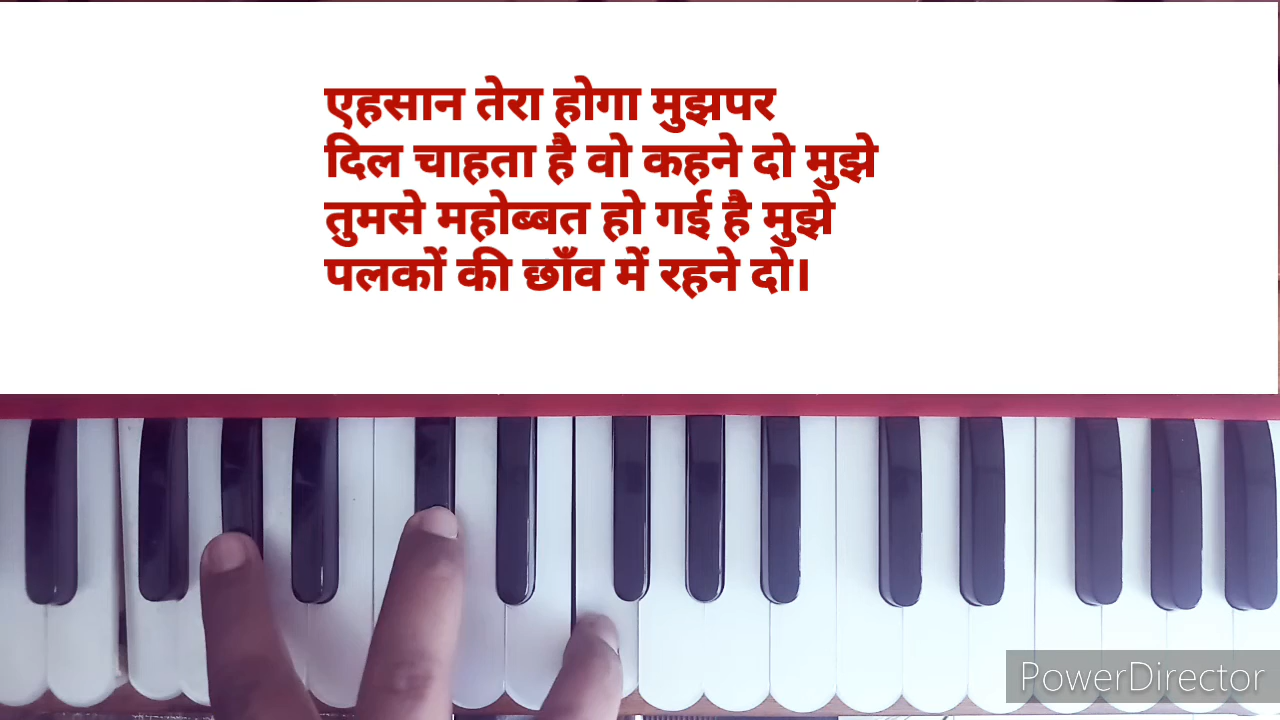 एहसान तेरा होगा मुझपर
दिल चाहता है वो कहने दो मुझे
तुमसे महोब्बत हो गई है मुझे
पलकों की छाँव में रहने दो।
PowerDirector